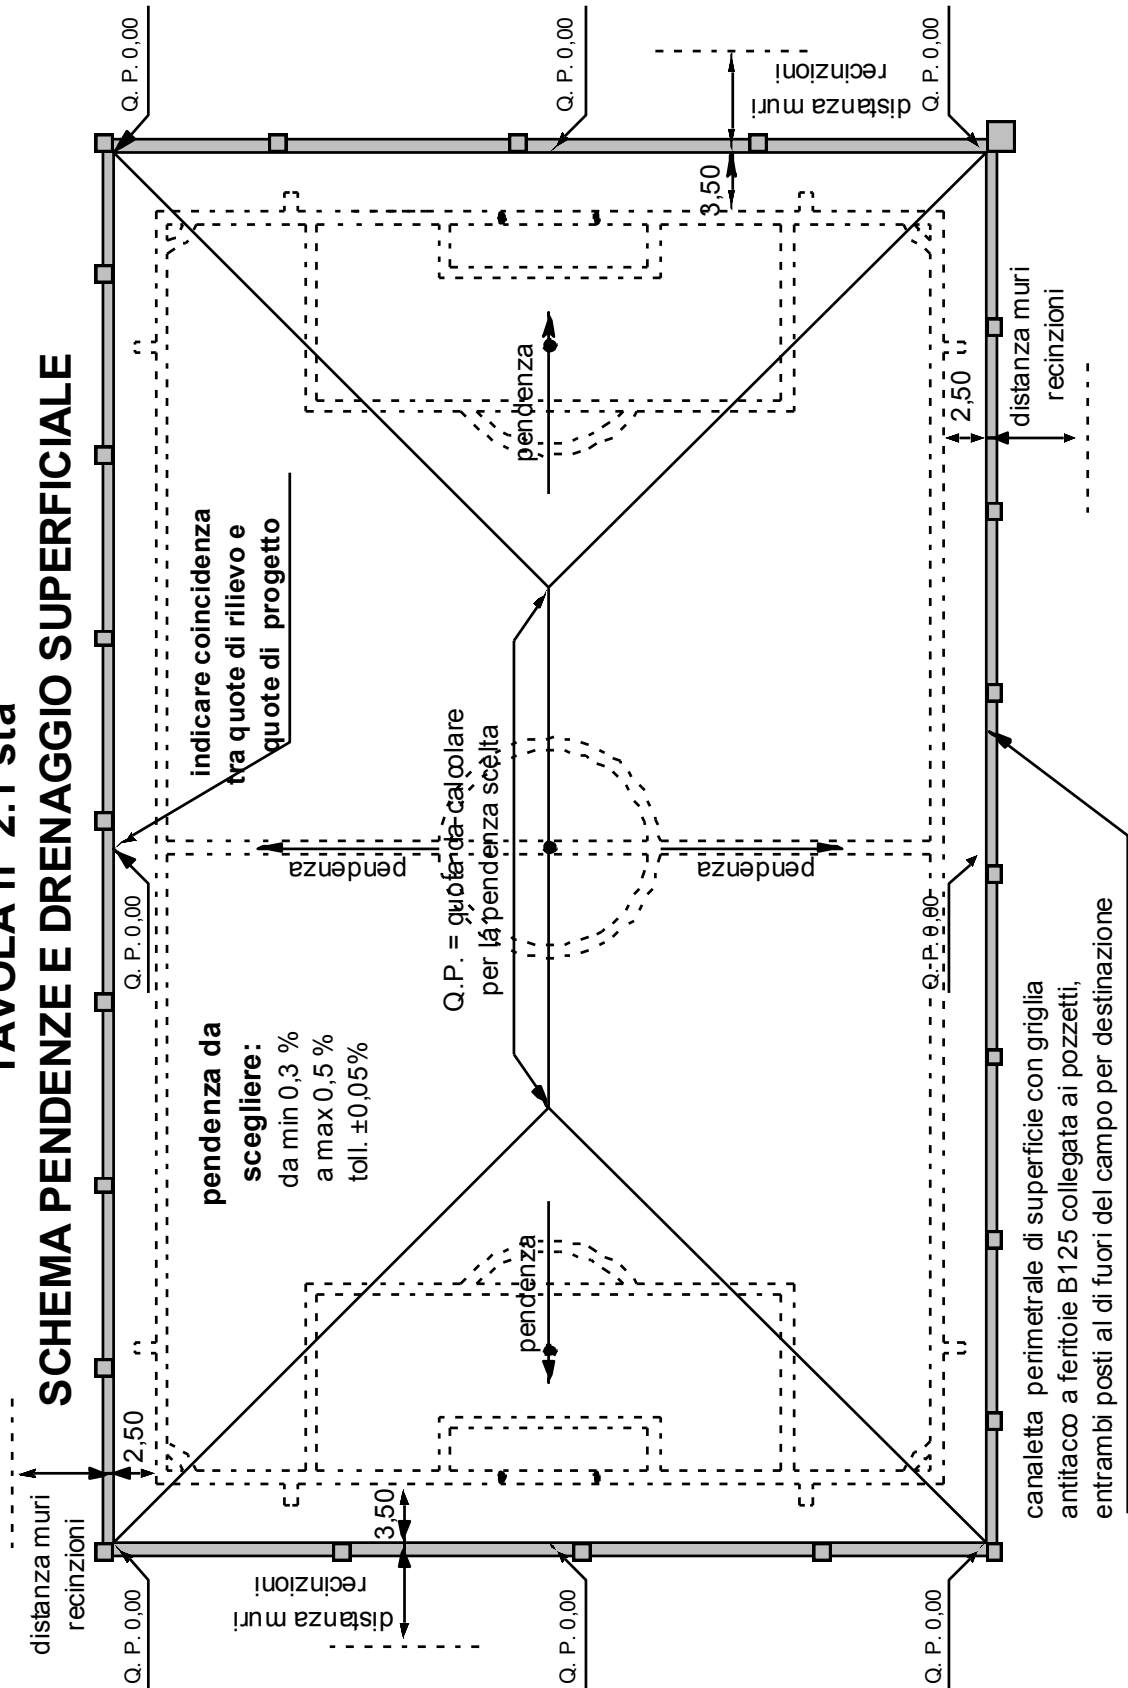 TAVOLA n° 2.1 sta
SCHEMA PENDENZE E DRENAGGIO SUPERFICIALE
distanza muri
recinzioni
2,50
Q. P. 0,00
Q. P. 0,00
Q. P. 0,00
pendenza da
scegliere:
da min 0,3 %
a max 0,5 %
toll. ±0,05%
indicare coincidenza
tra quote di rilievo e
quote di progetto
distanza muri
recinzioni
3,50
Q. P. 0,00
pendenza
pendenza
Q.P. = quota da calcolare
per la pendenza scelta
pendenza
pendenza
Q. P. 0,00
3,50
distanza muri
recinzioni
Q. P. 0,00
Q. P. 0,00
Q. P. 0,00
2,50
distanza muri
recinzioni
canaletta perimetrale di superficie con griglia
antitacco a feritoie B125 collegata ai pozzetti,
entrambi posti al di fuori del campo per destinazione